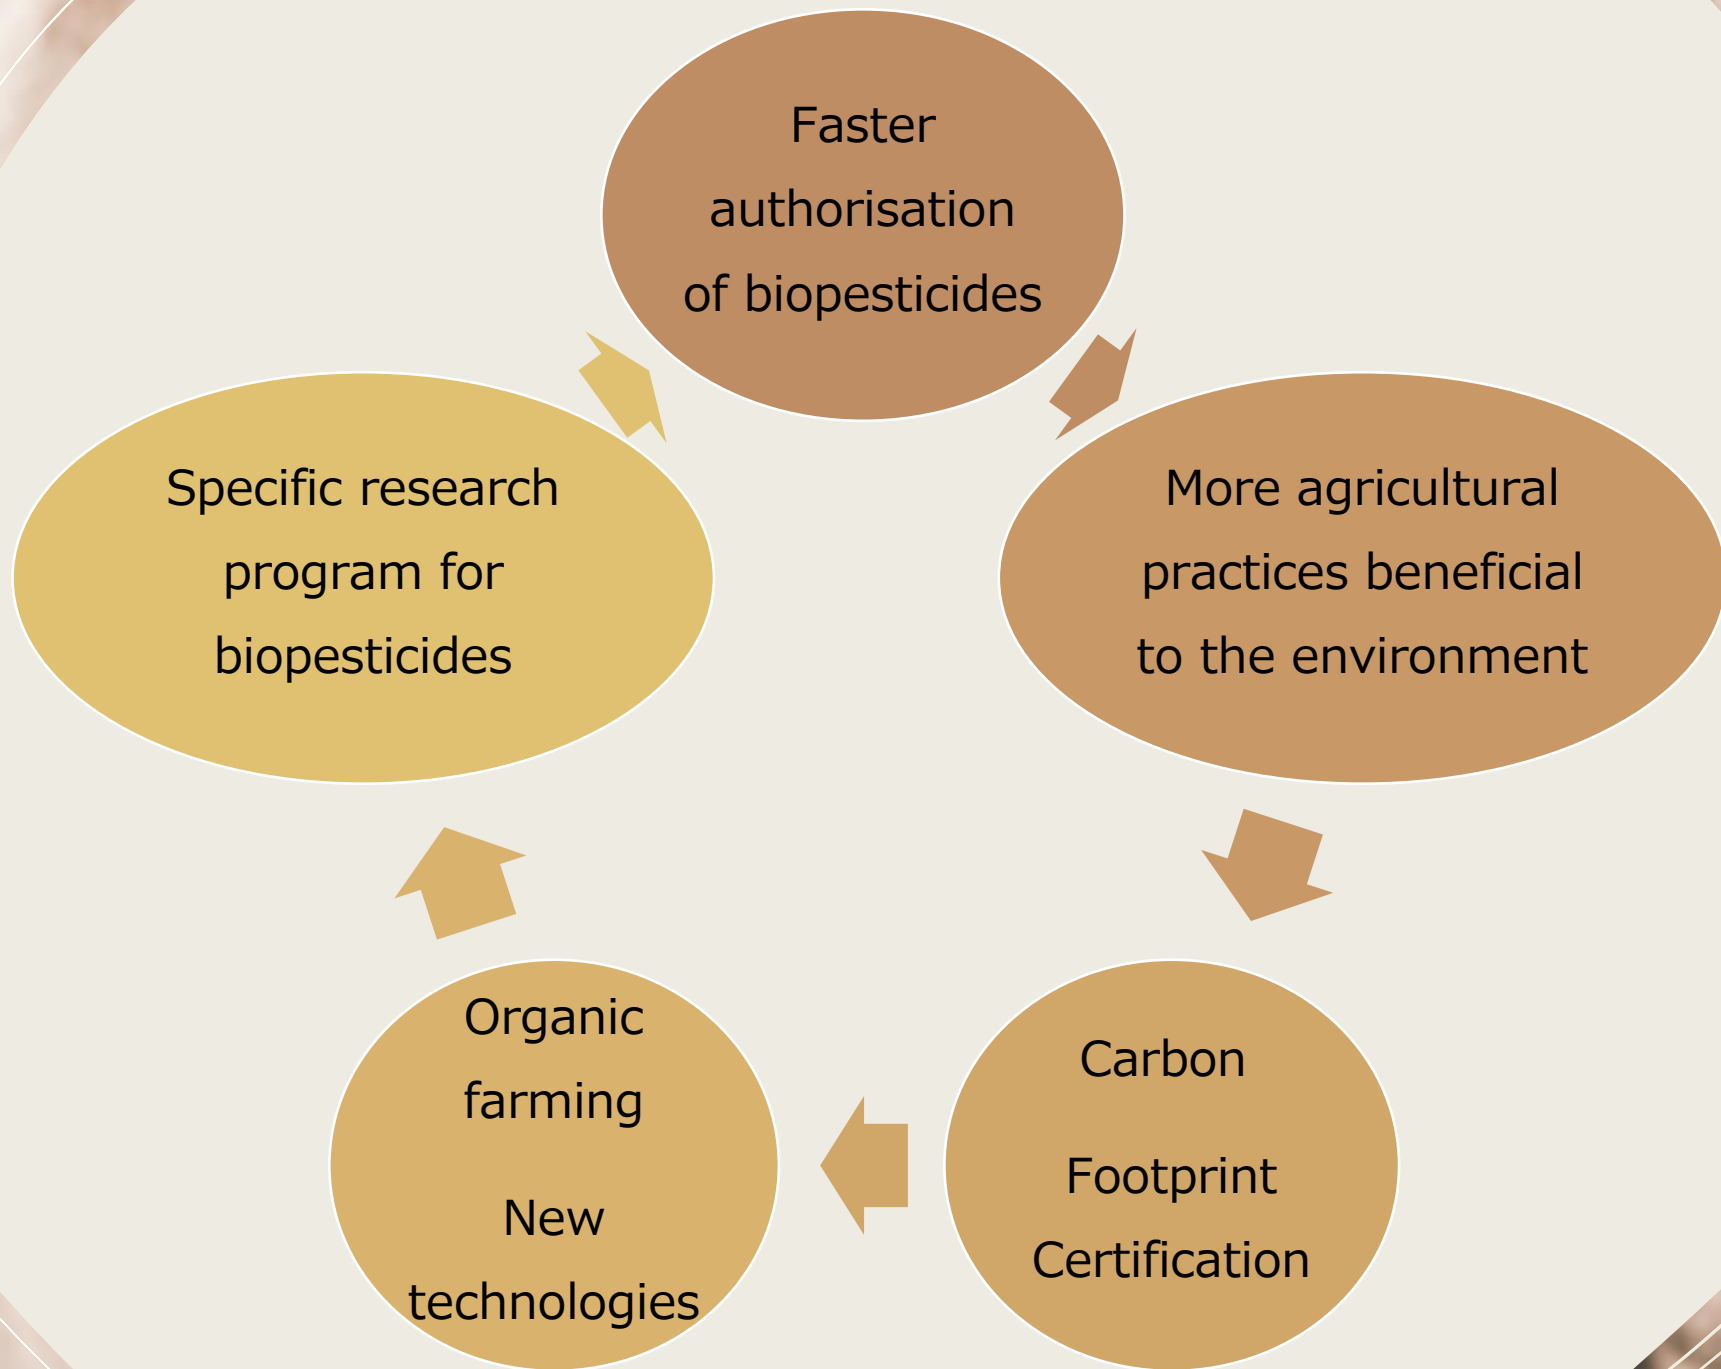 Faster
authorisation
of biopesticides
More agricultural
practices beneficial
to the environment
Carbon
Footprint
Certification
Organic
farming
New
technologies
Specific research
program for
biopesticides